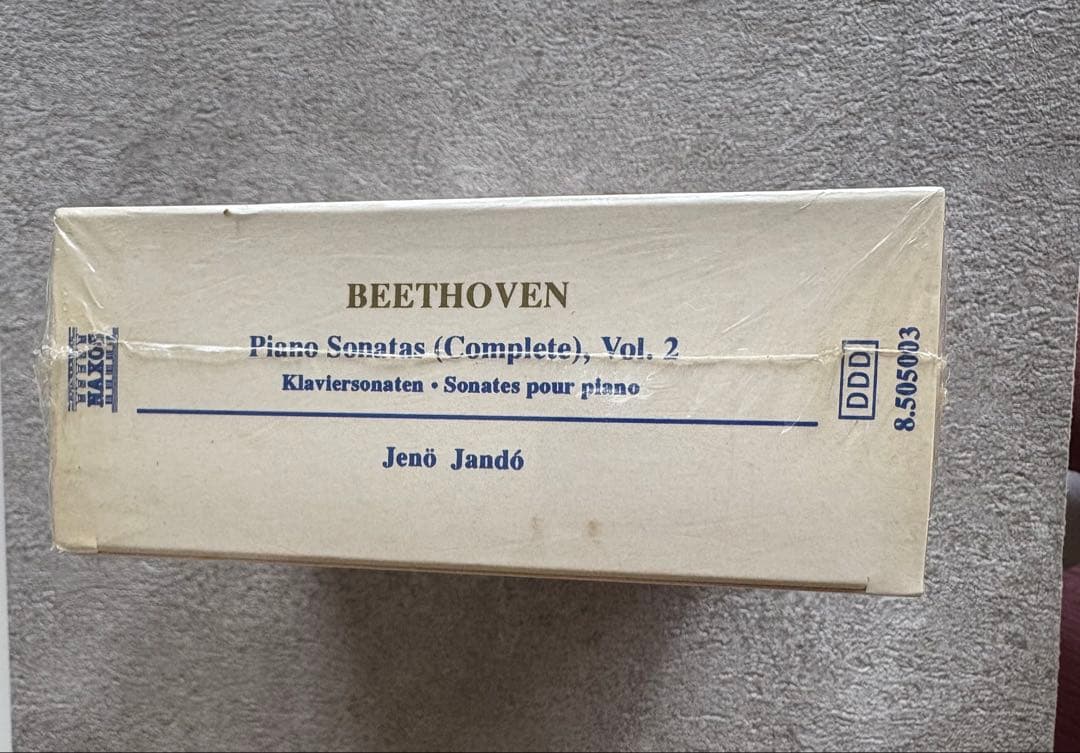 BEETHOVEN
Piano Sonatas (Complete), Vol. 2
Klaviersonaten • Sonates pour piano
Jenö Jandó
NAXOS
DDD
8.505003